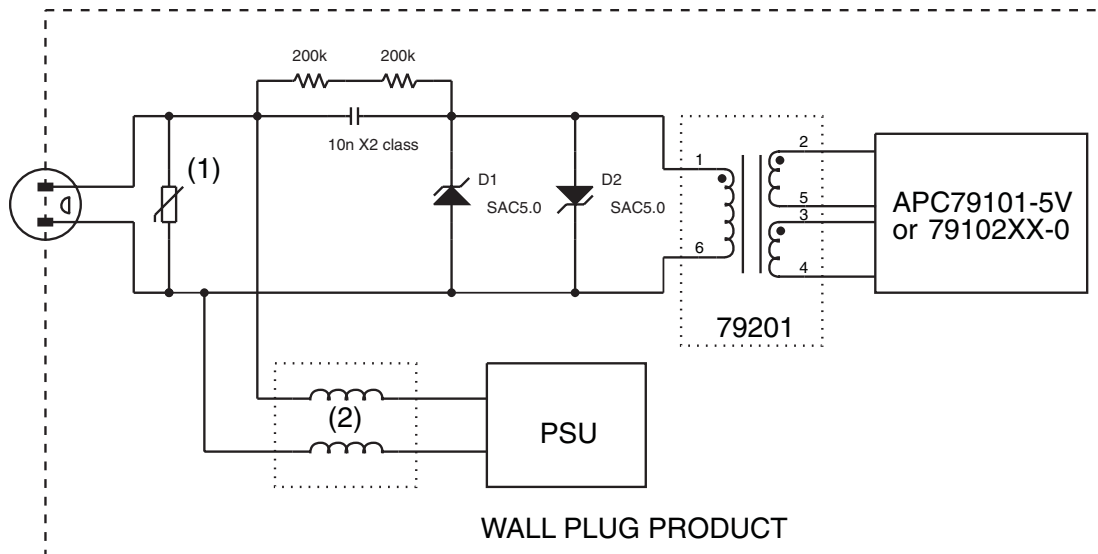 200k
200k
10n X2 class
(1)
D1
SAC5.0
D2
SAC5.0
1
6
2
5
3
4
79201
APC79101-5V
or 79102XX-0
(2)
PSU
WALL PLUG PRODUCT